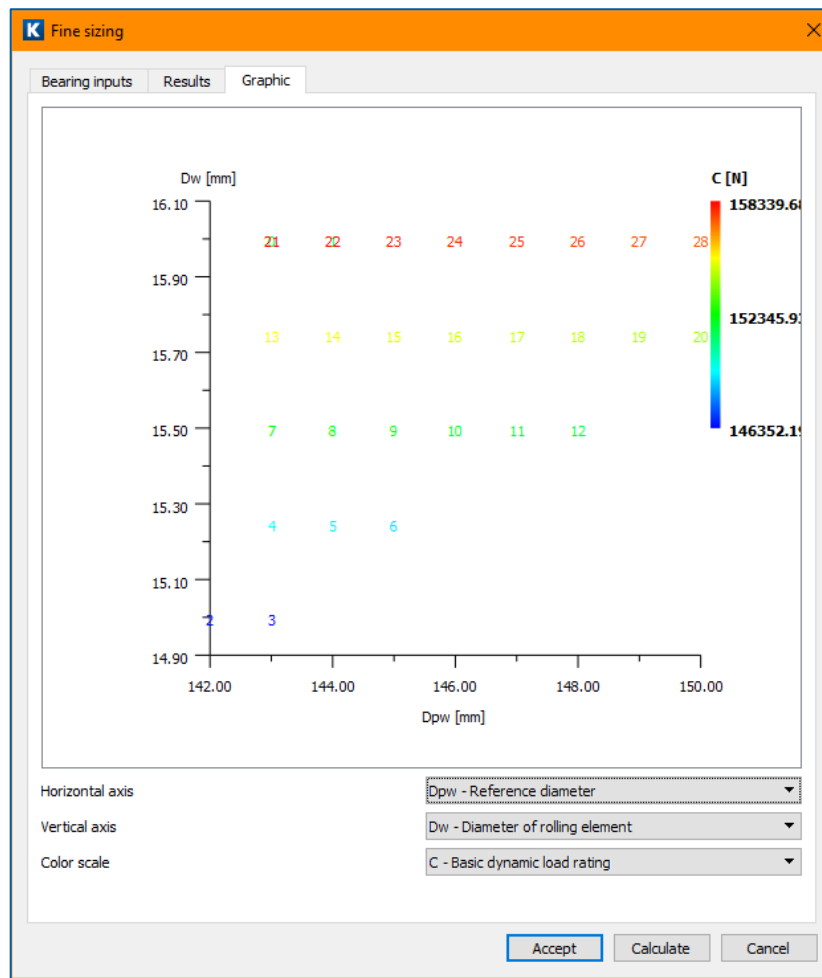 K Fine sizing
Bearing inputs Results Graphic
Dw [mm] C [N]
16.10 158339.68
22 23 24 25 26 27 28
15.90
152345.93
13 14 15 16 17 18 19 20
15.70
15.50 146352.19
7 8 9 10 11 12
15.30
4 5 6
15.10
2 3
14.90
142.00 144.00 146.00 148.00 150.00
Dpw [mm]
Horizontal axis Dpw - Reference diameter
Vertical axis Dw - Diameter of rolling element
Color scale C - Basic dynamic load rating
Accept Calculate Cancel